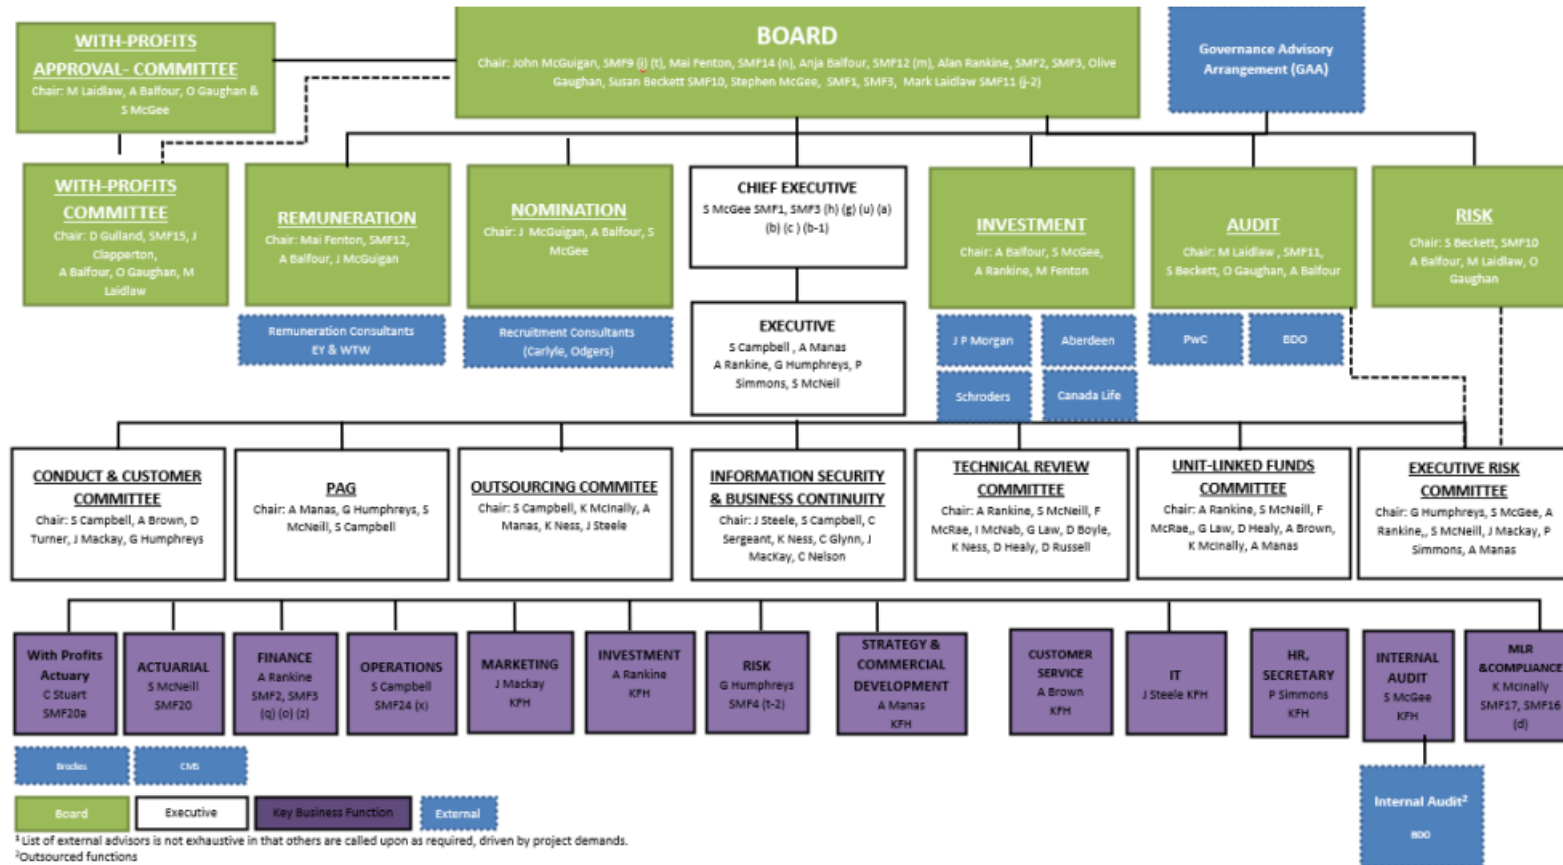 WITH-PROFITS
APPROVAL- COMMITTEE
Chair: M Laidlaw, A Balfour, O Gaughan &
S McGee
BOARD
Chair: John McGuigan, SMF9 (i) (t), Mai Fenton, SMF14 (n), Anja Balfour, SMF12 (m), Alan Rankine, SMF2, SMF3, Olive
Gaughan, Susan Beckett SMF10, Stephen McGee, SMF1, SMF3, Mark Laidlaw SMF11 (j-2)
Governance Advisory
Arrangement (GAA)
WITH-PROFITS
COMMITTEE
Chair: D Gulland, SMF15, J
Clapperton,
A Balfour, O Gaughan, M
Laidlaw
REMUNERATION
Chair: Mai Fenton, SMF12,
A Balfour, J McGuigan
NOMINATION
Chair: J McGuigan, A Balfour, S
McGee
CHIEF EXECUTIVE
S McGee SMF1, SMF3 (h) (g) (u) (a)
(b) (c ) (b-1)
INVESTMENT
Chair: A Balfour, S McGee,
A Rankine, M Fenton
AUDIT
Chair: M Laidlaw , SMF11,
S Beckett, O Gaughan, A Balfour
RISK
Chair: S Beckett, SMF10
A Balfour, M Laidlaw, O
Gaughan
Remuneration Consultants
EY & WTW
Recruitment Consultants
(Carlyle, Odgers)
EXECUTIVE
S Campbell , A Manas
A Rankine, G Humphreys, P
Simmons, S McNeil
J P Morgan
Aberdeen
PwC
BDO
Schroders
Canada Life
CONDUCT & CUSTOMER
COMMITTEE
Chair: S Campbell, A Brown, D
Turner, J Mackay, G Humphreys
PAG
Chair: A Manas, G Humphreys, S
McNeill, S Campbell
OUTSOURCING COMMITEE
Chair: S Campbell, K McInally, A
Manas, K Ness, J Steele
INFORMATION SECURITY
& BUSINESS CONTINUITY
Chair: J Steele, S Campbell, C
Sergeant, K Ness, C Glynn, J
MacKay, C Nelson
TECHNICAL REVIEW
COMMITTEE
Chair: A Rankine, S McNeill, F
McRae, I McNab, G Law, D Boyle,
K Ness, D Healy, D Russell
UNIT-LINKED FUNDS
COMMITTEE
Chair: A Rankine, S McNeill, F
McRae,, G Law, D Healy, A Brown,
K McInally, A Manas
EXECUTIVE RISK
COMMITTEE
Chair: G Humphreys, S McGee, A
Rankine,, S McNeill, J Mackay, P
Simmons, A Manas
With Profits
Actuary
C Stuart
SMF20a
ACTUARIAL
S McNeill
SMF20
FINANCE
A Rankine
SMF2, SMF3
(q) (o) (z)
OPERATIONS
S Campbell
SMF24 (x)
MARKETING
J Mackay
KFH
INVESTMENT
A Rankine
KFH
RISK
G Humphreys
SMF4 (t-2)
STRATEGY &
COMMERCIAL
DEVELOPMENT
A Manas
KFH
CUSTOMER
SERVICE
A Brown
KFH
IT
J Steele KFH
HR,
SECRETARY
P Simmons
KFH
INTERNAL
AUDIT
S McGee
KFH
MLR
&COMPLIANCE
K McInally
SMF17, SMF16
(d)
Brodies
CMS
Internal Audit²
BDO
Board
Executive
Key Business Function
External
¹ List of external advisors is not exhaustive in that others are called upon as required, driven by project demands.
²Outsourced functions